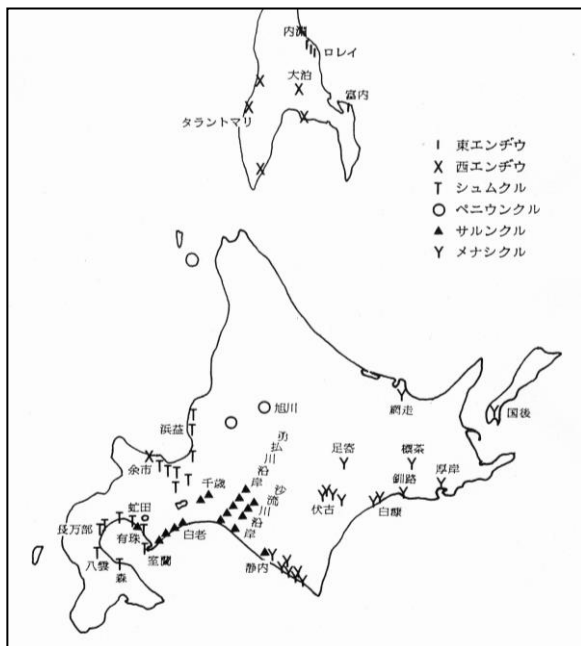 内淵
ロレイ
大泊
富内
タラントマリ
東エンヂウ
西エンヂウ
シュムクル
ペニウンクル
サルンクル
メナシクル
旭川
網走
国後
浜益
勇払川沿岸
足寄
標茶
余市
千歳
沙流川沿岸
釧路
厚岸
伏古
白糠
虻田
長万部
有珠
白老
室蘭
八雲
静内
森